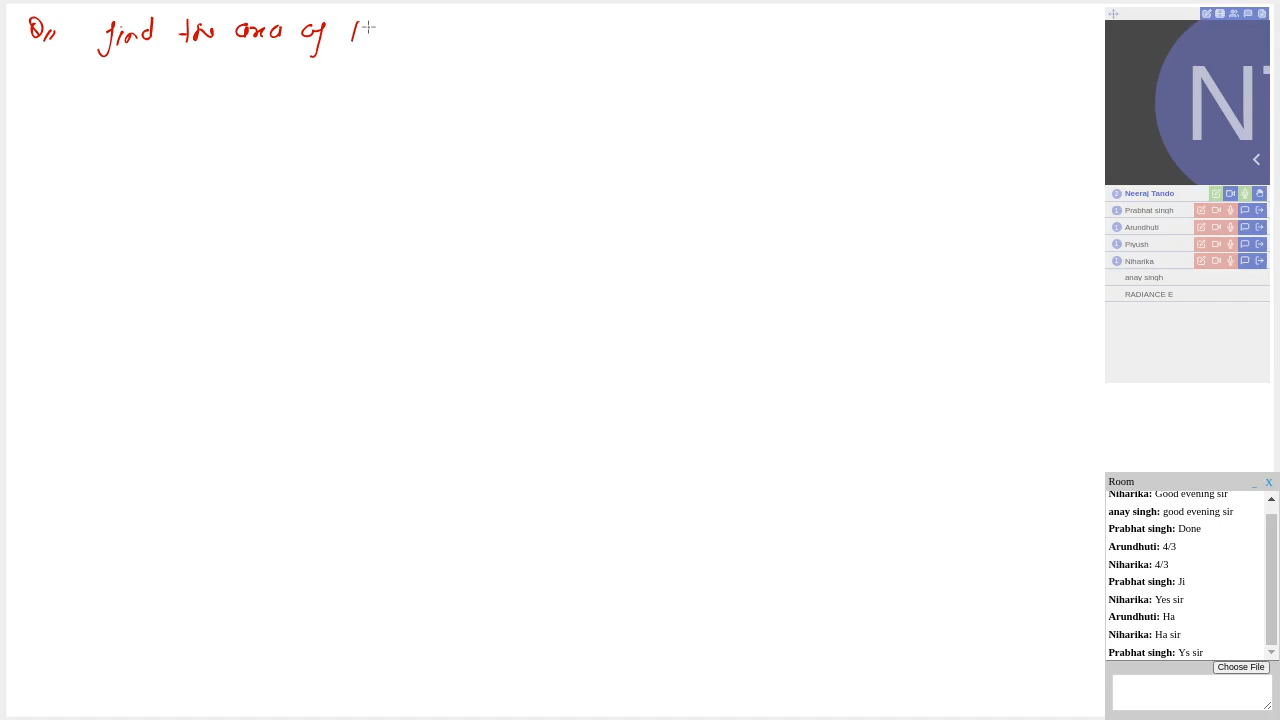 Q,, find the area of
N
Neeraj Tando
Prabhat singh
Arundhuti
Piyush
Niharika
anay singh
RADIANCE E
Room
_ X
Niharika: Good evening sir
anay singh: good evening sir
Prabhat singh: Done
Arundhuti: 4/3
Niharika: 4/3
Prabhat singh: Ji
Niharika: Yes sir
Arundhuti: Ha
Niharika: Ha sir
Prabhat singh: Ys sir
Choose File